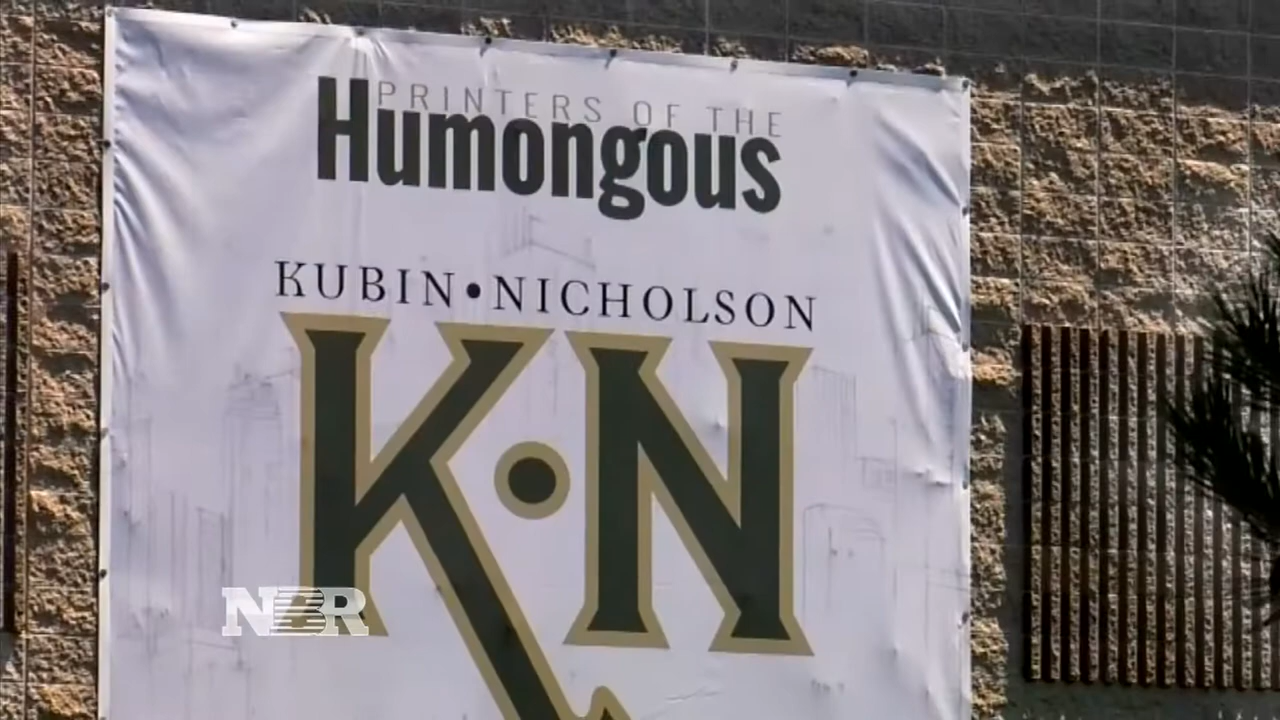 PRINTERS OF THE
Humongous
KUBIN•NICHOLSON
K•N
NBR